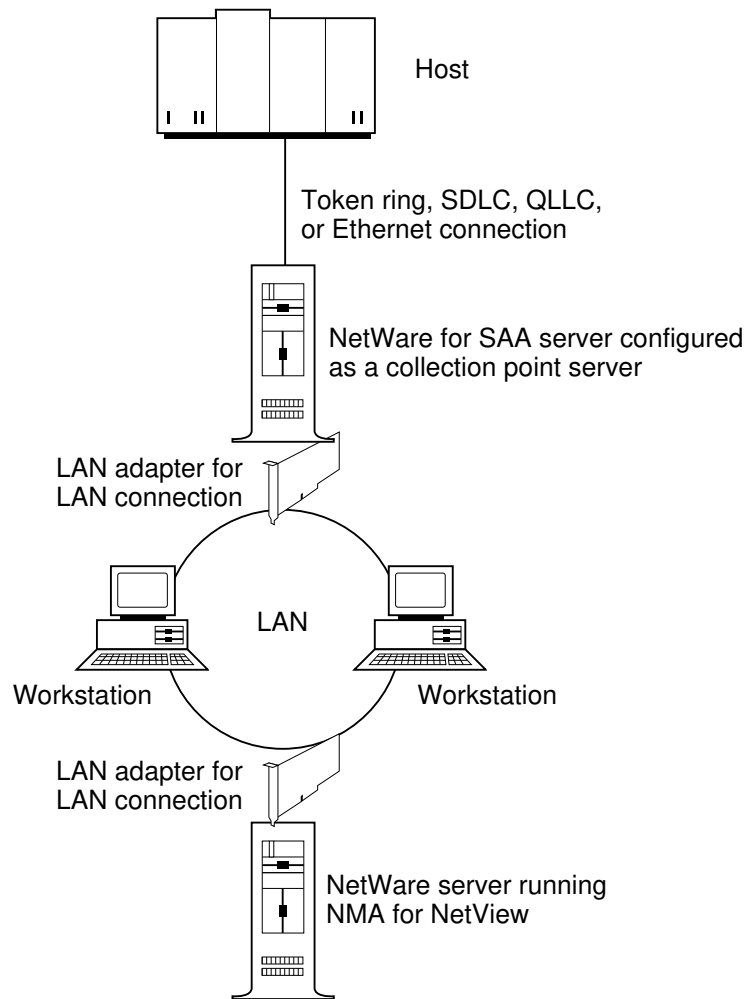 Host
Token ring, SDLC, QLLC,
or Ethernet connection
NetWare for SAA server configured
as a collection point server
LAN adapter for
LAN connection
LAN
Workstation
Workstation
LAN adapter for
LAN connection
NetWare server running
NMA for NetView